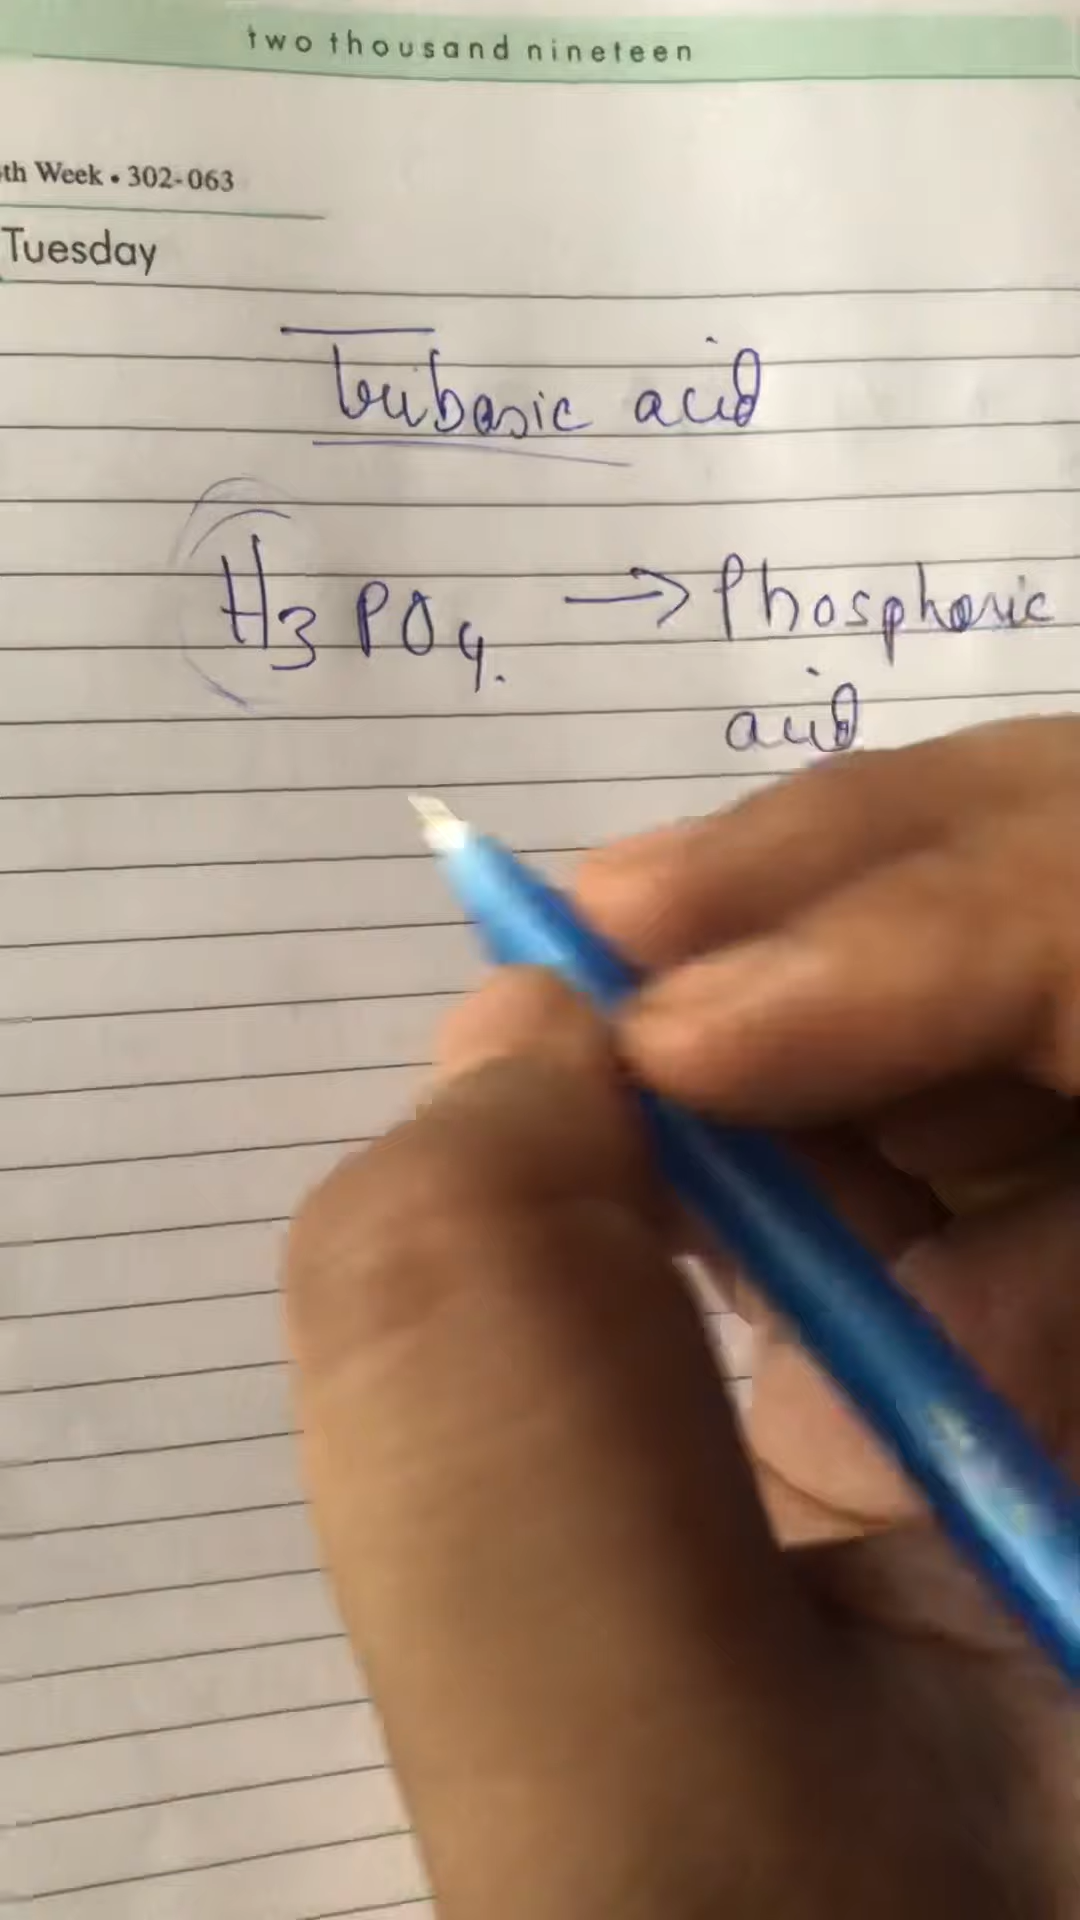 two thousand nineteen
th Week • 302-063
Tuesday
Tribasic acid
H3PO4. → Phosphoric
acid